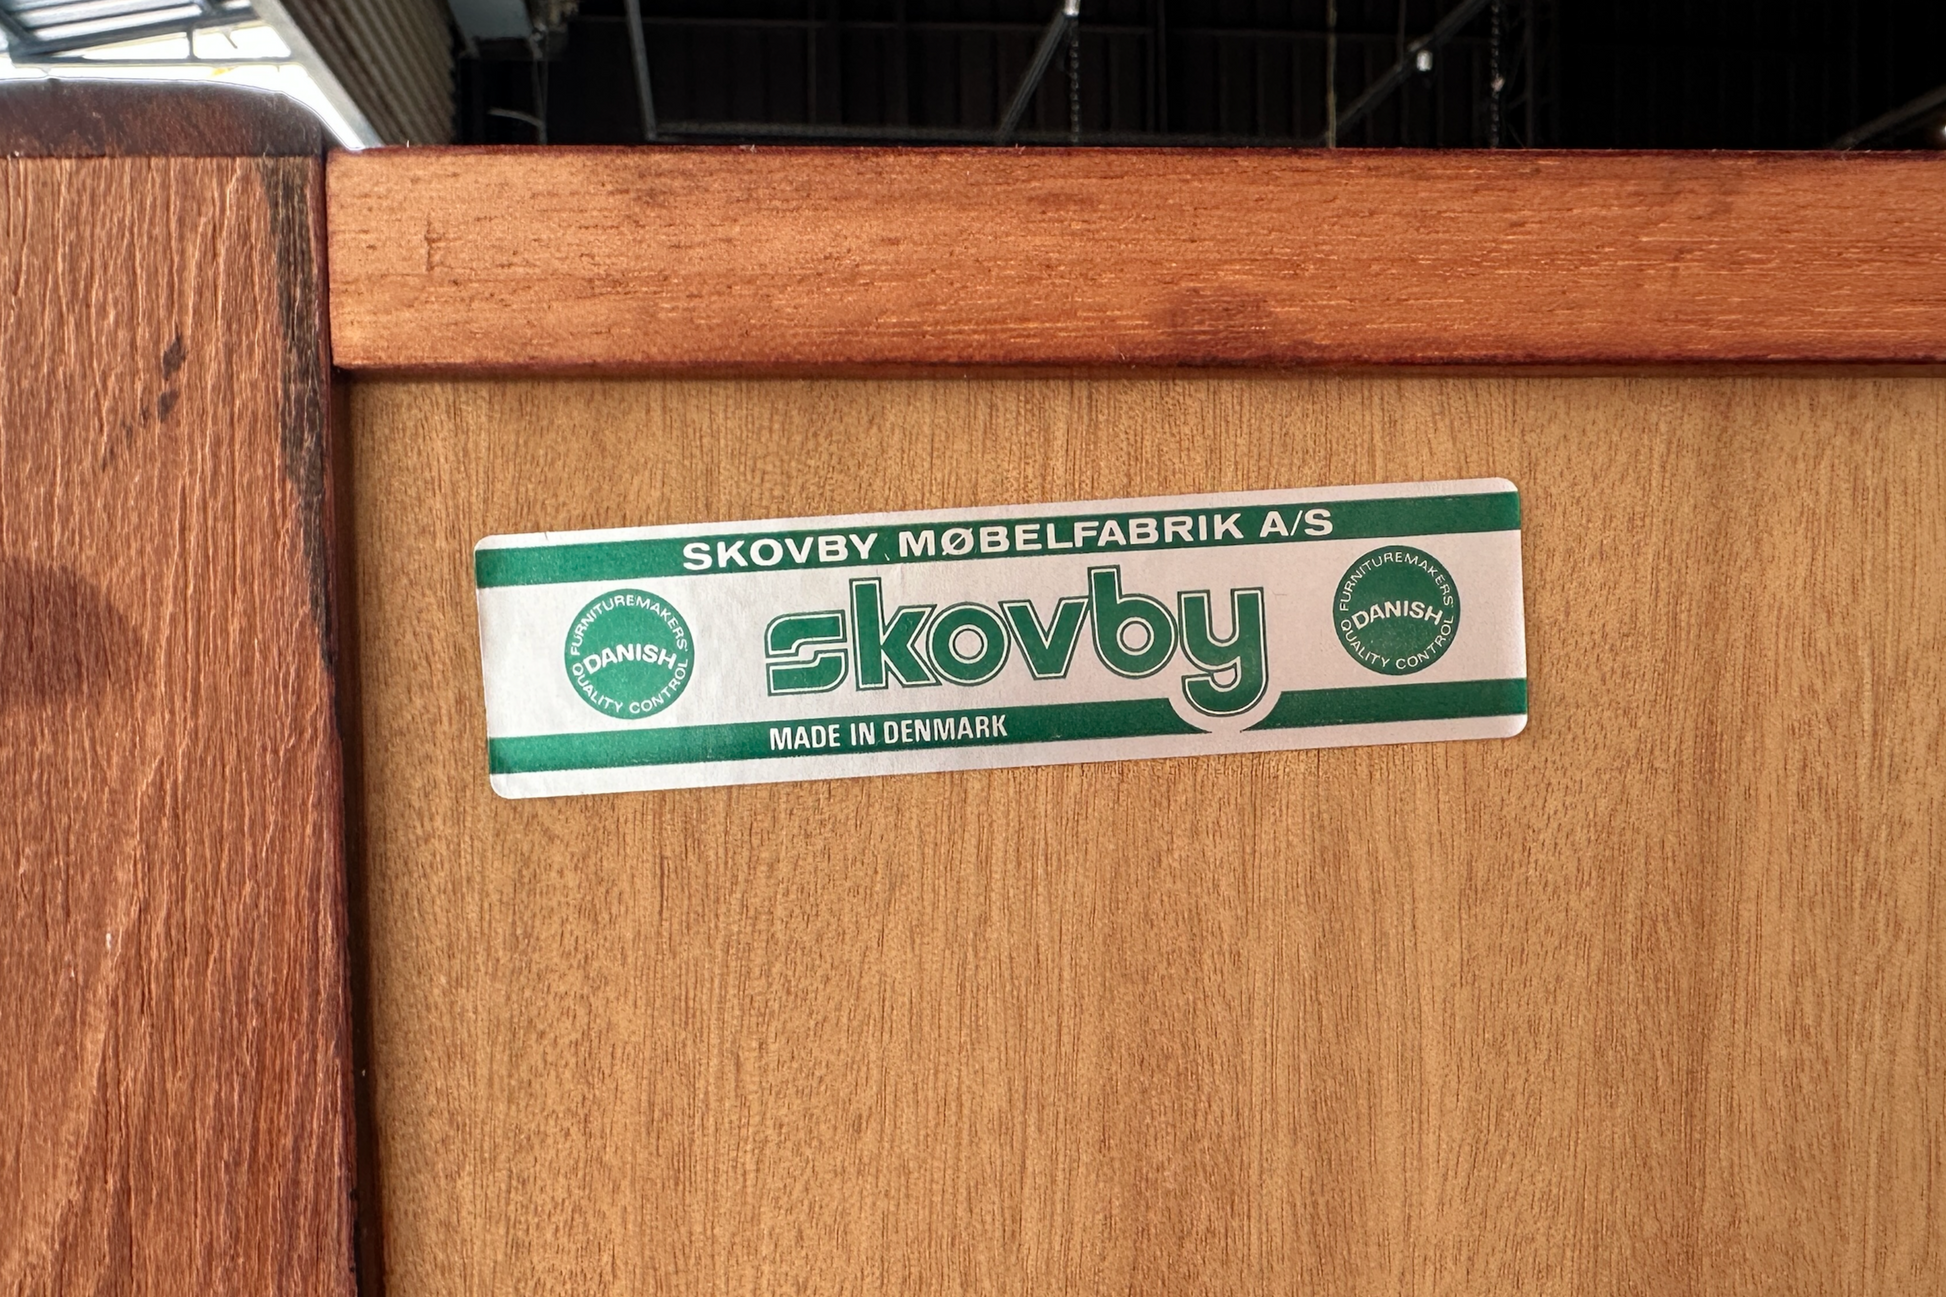 SKOVBY MØBELFABRIK A/S
FURNITUREMAKERS'
DANISH
QUALITY CONTROL
skovby
FURNITUREMAKERS'
DANISH
QUALITY CONTROL
MADE IN DENMARK